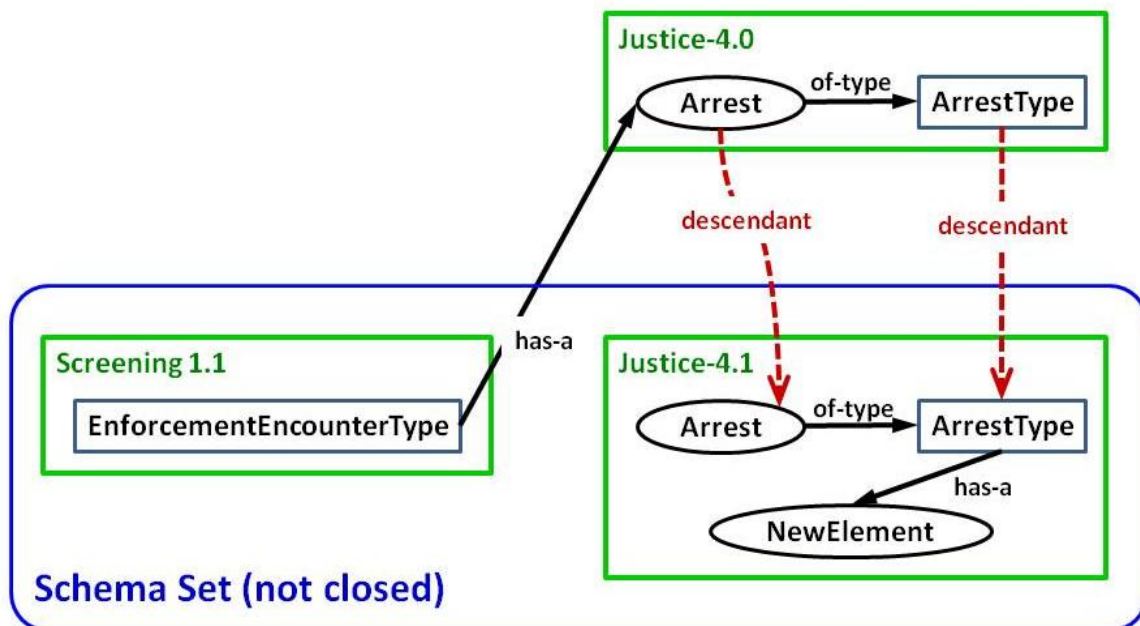 Justice-4.0
of-type
Arrest
ArrestType
descendant
descendant
has-a
Screening 1.1
EnforcementEncounterType
Justice-4.1
of-type
Arrest
ArrestType
has-a
NewElement
Schema Set (not closed)